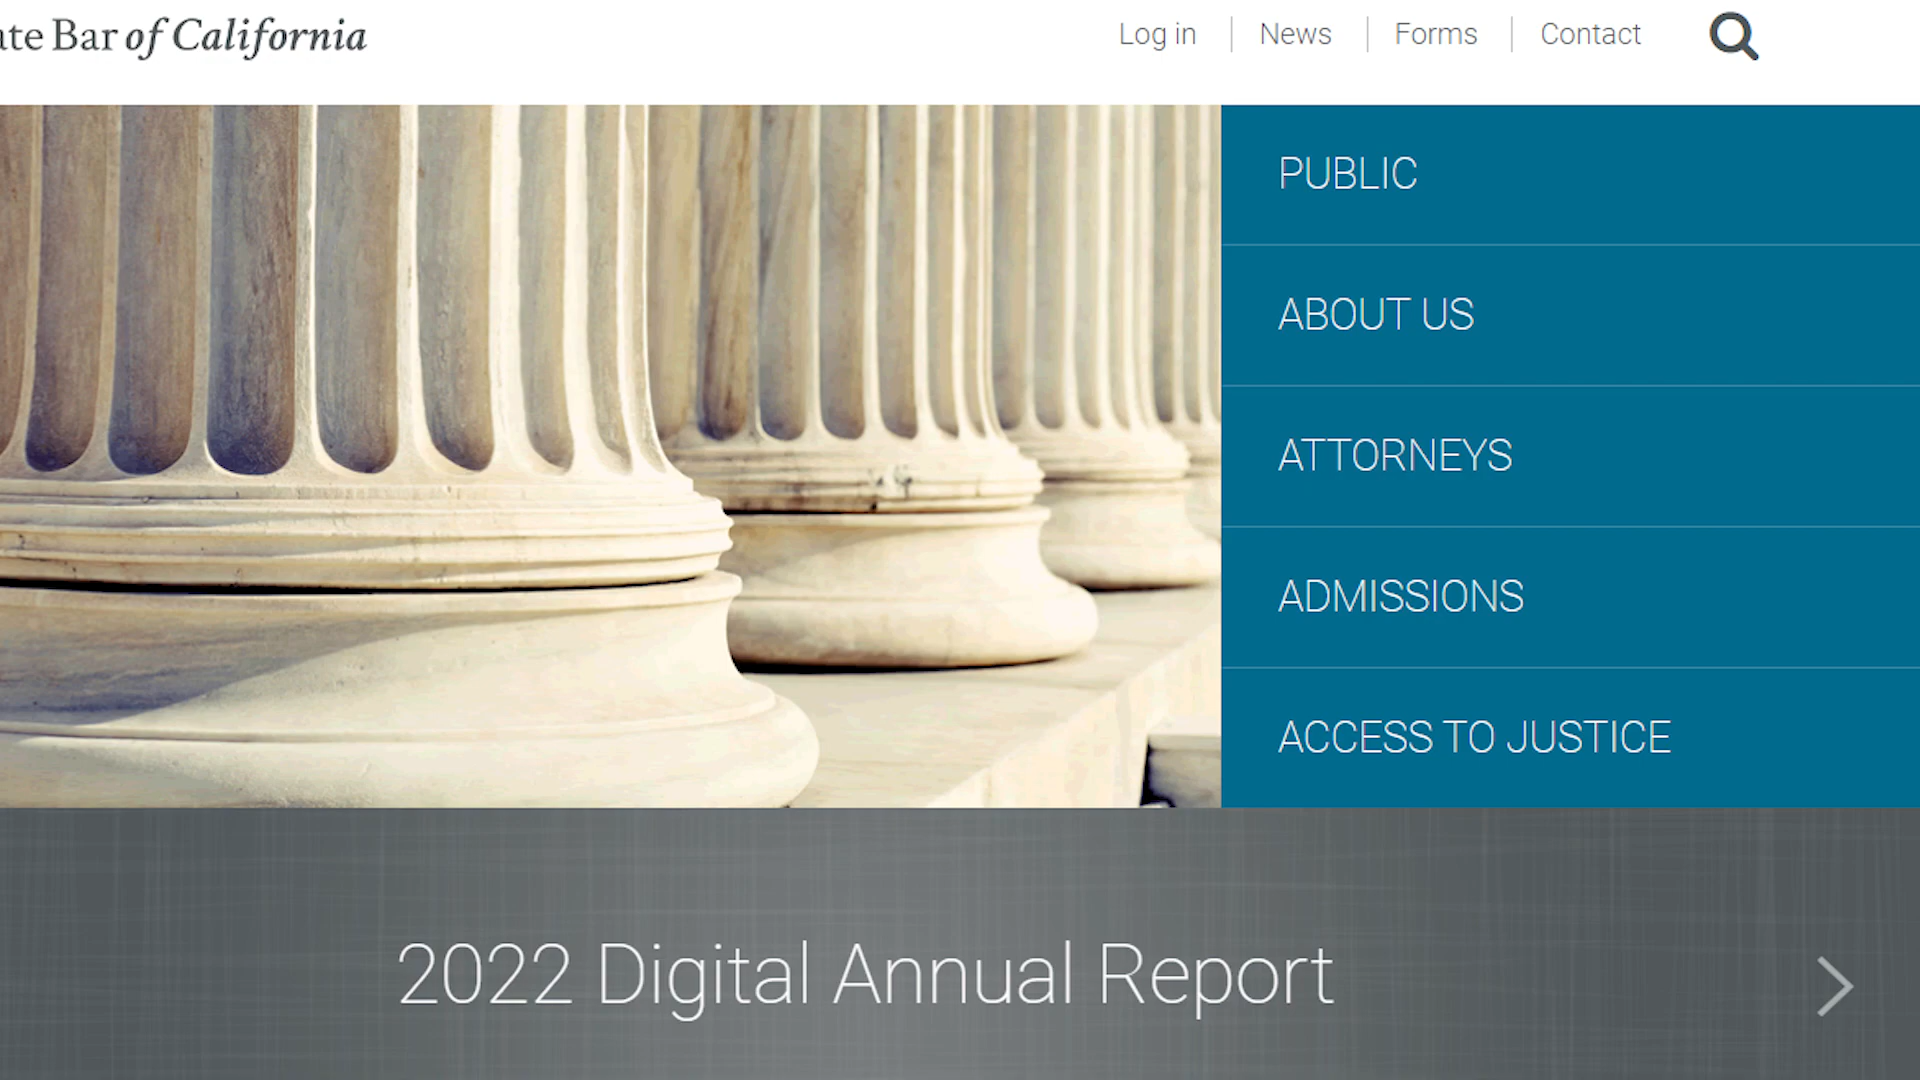 ate Bar of California
Log in
News
Forms
Contact
PUBLIC
ABOUT US
ATTORNEYS
ADMISSIONS
ACCESS TO JUSTICE
2022 Digital Annual Report